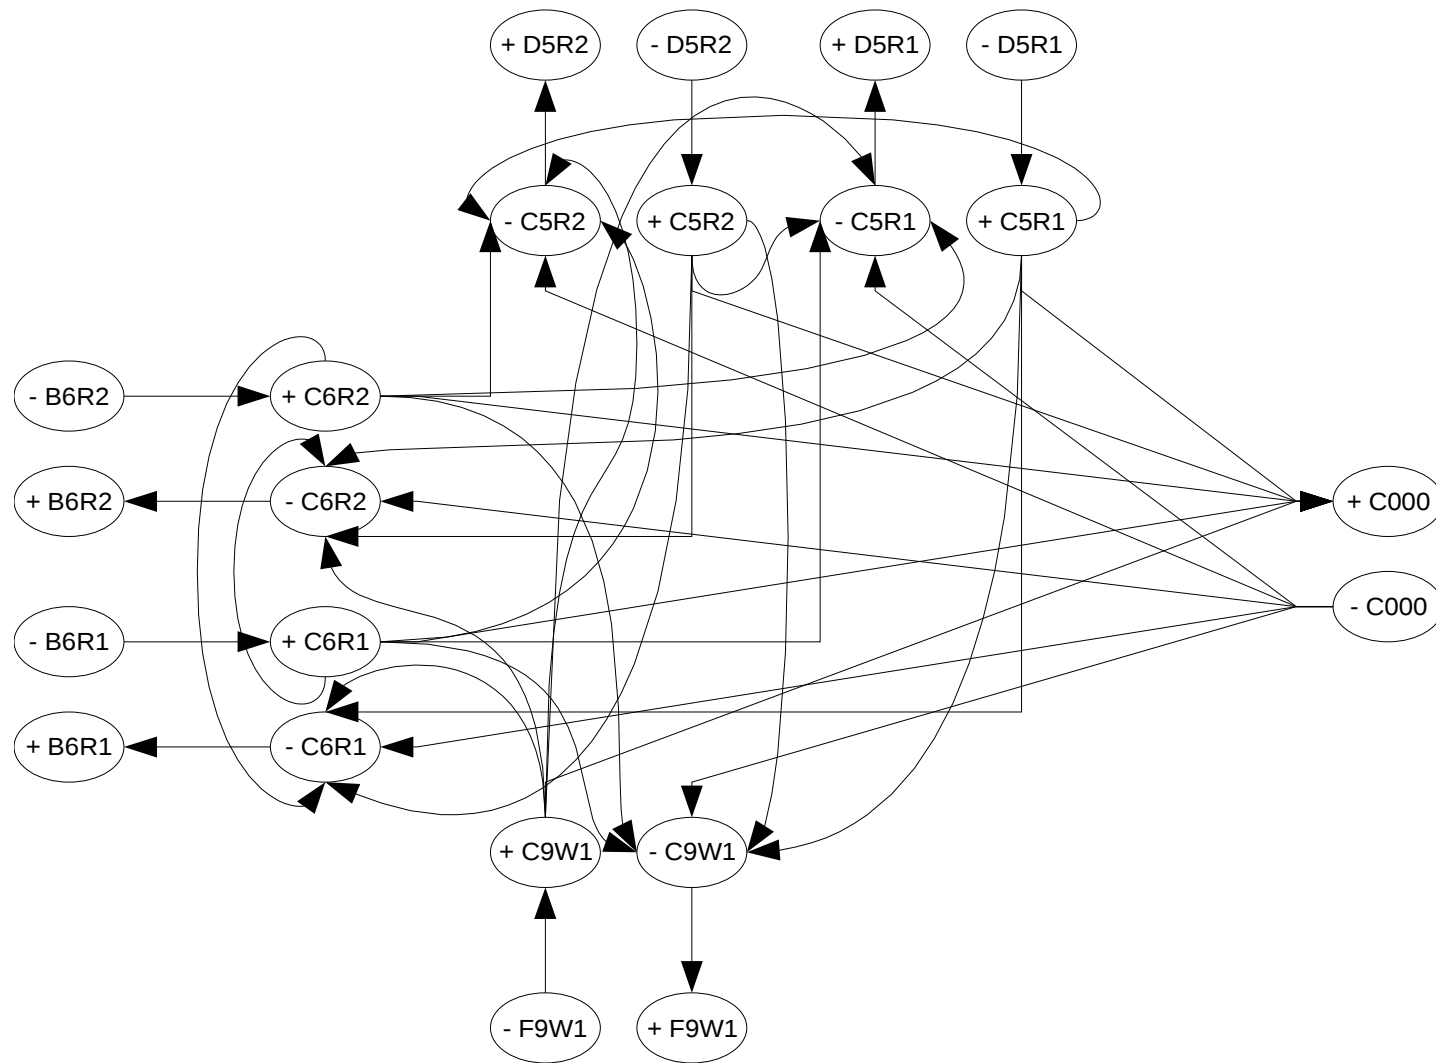 + D5R2
- D5R2
+ D5R1
- D5R1
- C5R2
+ C5R2
- C5R1
+ C5R1
- B6R2
+ C6R2
+ B6R2
- C6R2
+ C000
- C000
- B6R1
+ C6R1
+ B6R1
- C6R1
+ C9W1
- C9W1
- F9W1
+ F9W1